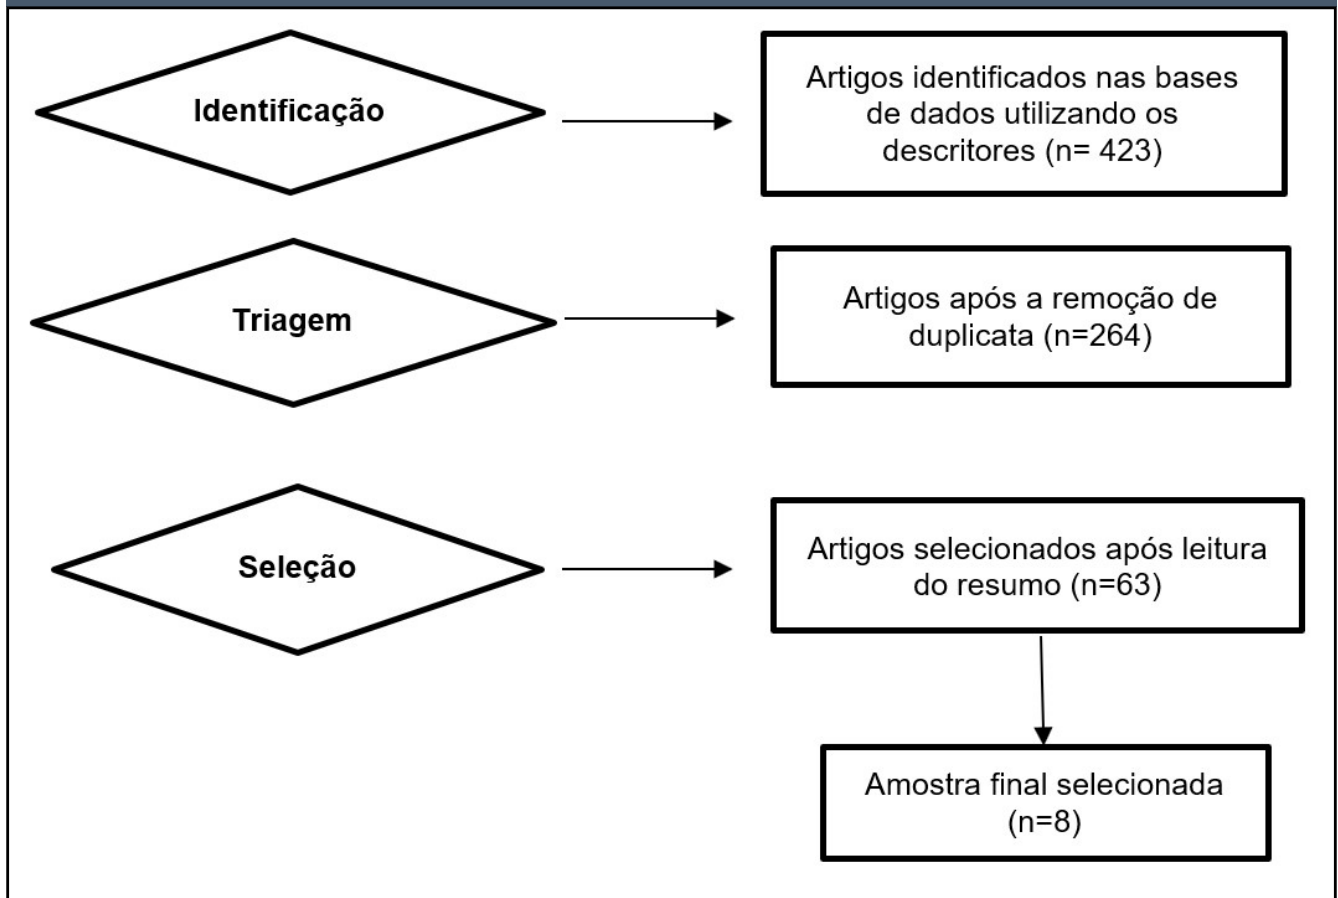 Identificação
Artigos identificados nas bases
de dados utilizando os
descritores (n= 423)
Triagem
Artigos após a remoção de
duplicata (n=264)
Seleção
Artigos selecionados após leitura
do resumo (n=63)
Amostra final selecionada
(n=8)